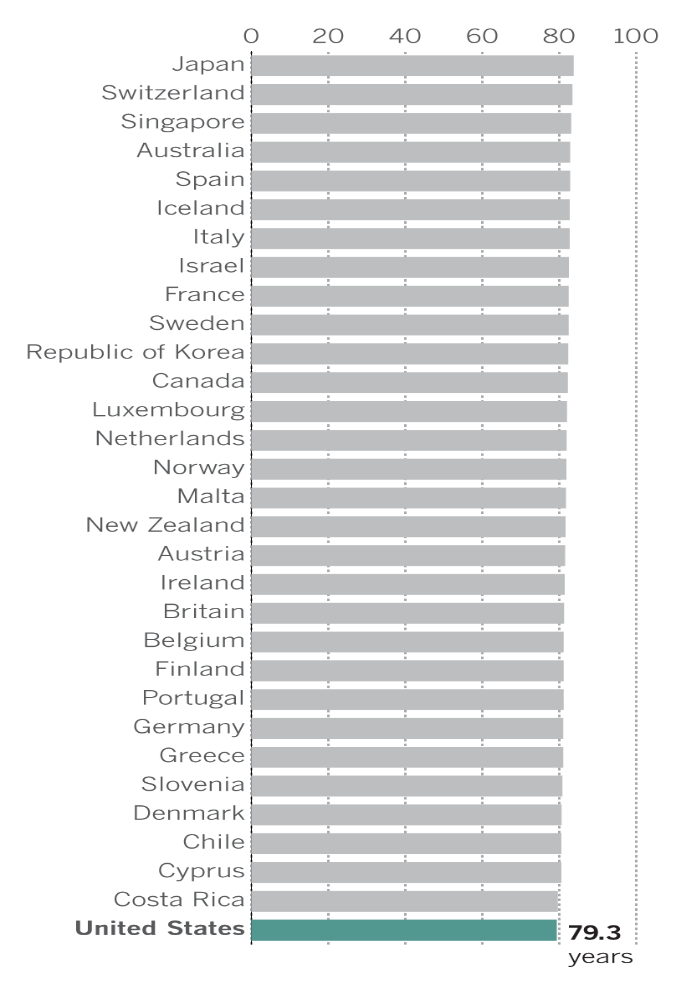 0 20 40 60 80 100
Japan
Switzerland
Singapore
Australia
Spain
Iceland
Italy
Israel
France
Sweden
Republic of Korea
Canada
Luxembourg
Netherlands
Norway
Malta
New Zealand
Austria
Ireland
Britain
Belgium
Finland
Portugal
Germany
Greece
Slovenia
Denmark
Chile
Cyprus
Costa Rica
United States 79.3
years